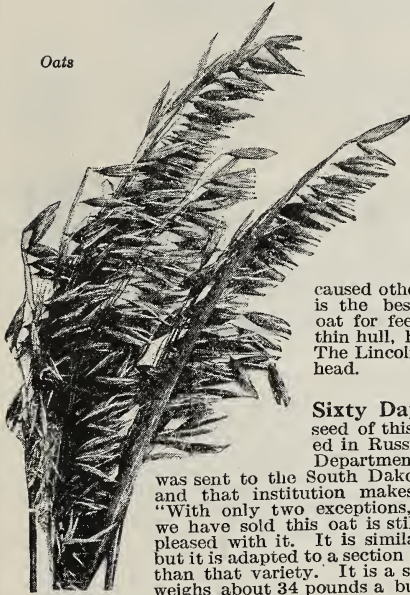 Oats
caused othe
is the bes
oat for fee
thin hull, h
The Lincoln
head.
Sixty Da
seed of this
ed in Russ
Departmen
was sent to the South Dako
and that institution makes
"With only two exceptions,
we have sold this oat is stil
pleased with it. It is simila
but it is adapted to a section
than that variety. It is a s
weighs about 34 pounds a bu